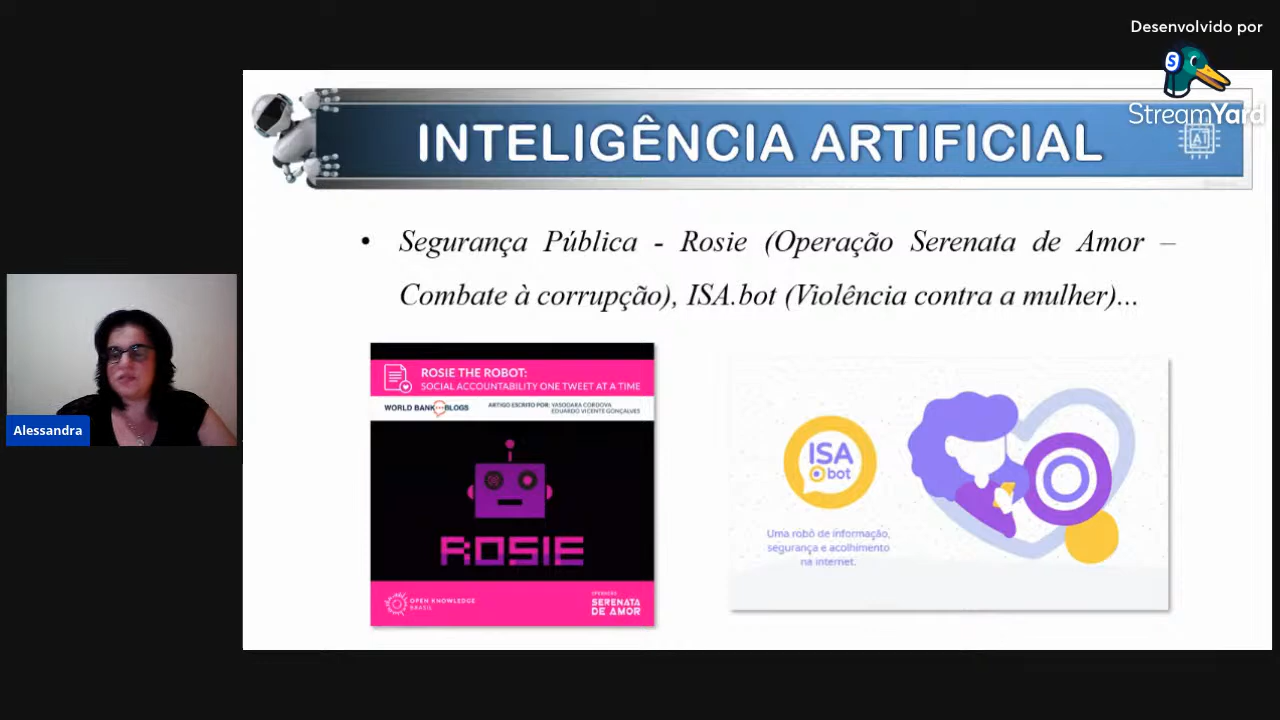 Desenvolvido por
S
StreamYard
INTELIGÊNCIA ARTIFICIAL
AI
• Segurança Pública - Rosie (Operação Serenata de Amor –
Combate à corrupção), ISA.bot (Violência contra a mulher)...
ROSIE THE ROBOT:
SOCIAL ACCOUNTABILITY ONE TWEET AT A TIME
WORLD BANK BLOGS
ARTIGO ESCRITO POR: YASODARA CORDOVA
EDUARDO VICENTE GONÇALVES
ROSIE
OPEN KNOWLEDGE
BRASIL
OPERAÇÃO
SERENATA
DE AMOR
ISA
bot
Uma robô de informação,
segurança e acolhimento
na internet.
Alessandra